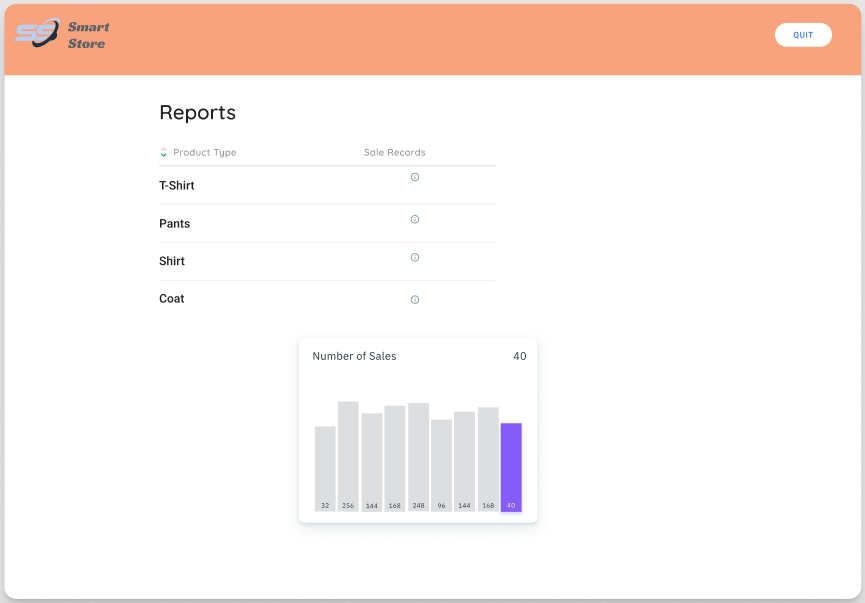 SS
Smart
Store
QUIT
Reports
Product Type Sale Records
T-Shirt
Pants
Shirt
Coat
Number of Sales 40
32 256 144 168 248 96 144 168 40